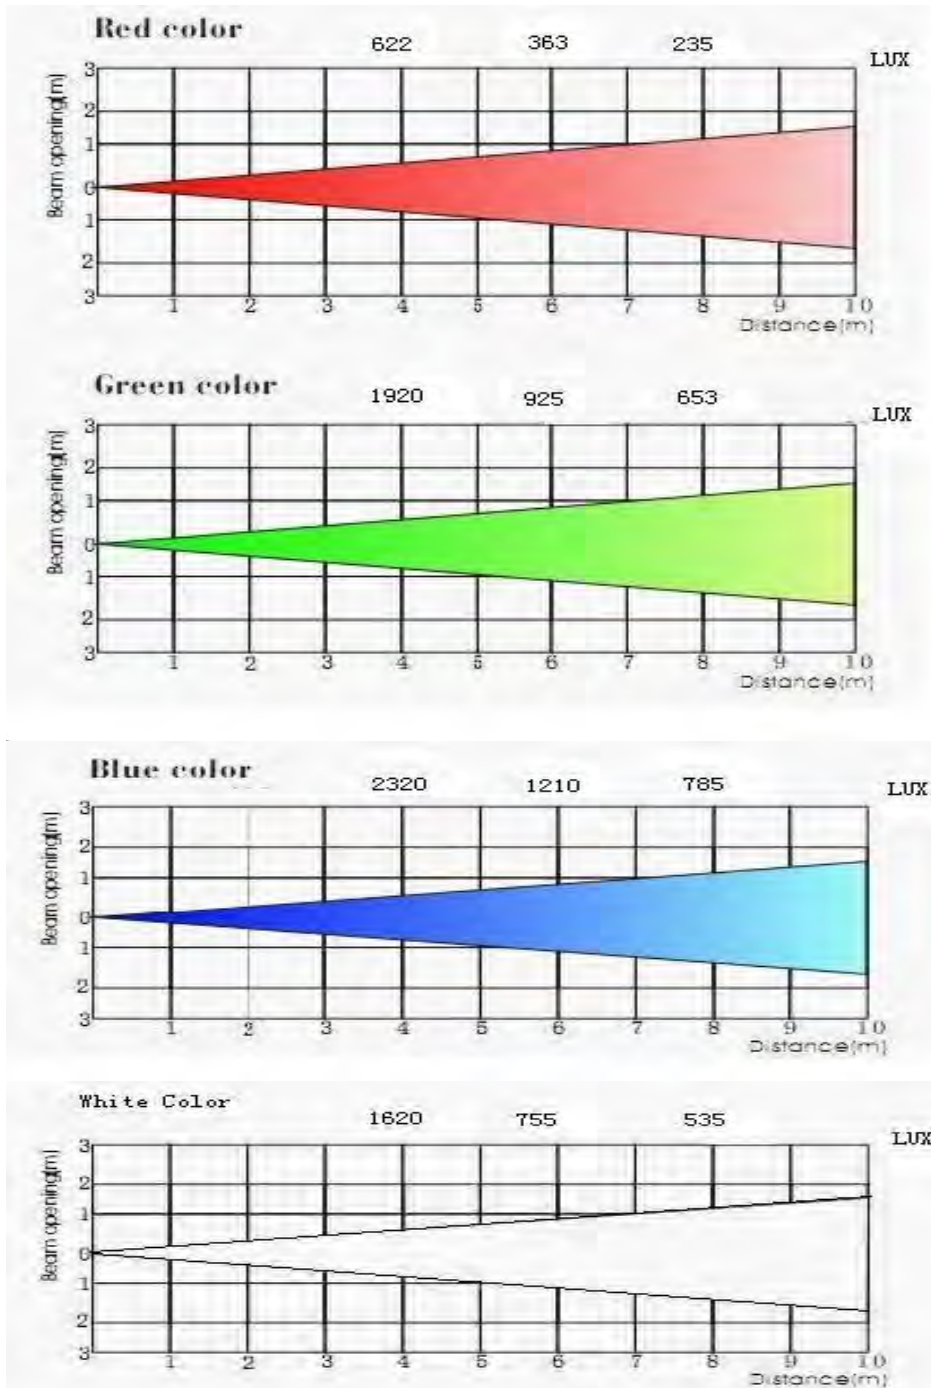 Red color
622 363 235
LUX
3
2
1
0
1
2
3
Beam opening(m)
1 2 3 4 5 6 7 8 9 10
Distance(m)
Green color
1920 925 653
LUX
3
2
1
0
1
2
3
Beam opening(m)
1 2 3 4 5 6 7 8 9 10
Distance(m)
Blue color
2320 1210 785
LUX
3
2
1
0
1
2
3
Beam opening(m)
1 2 3 4 5 6 7 8 9 10
Distance(m)
White Color
1620 755 535
LUX
3
2
1
0
1
2
3
Beam opening(m)
1 2 3 4 5 6 7 8 9 10
Distance(m)